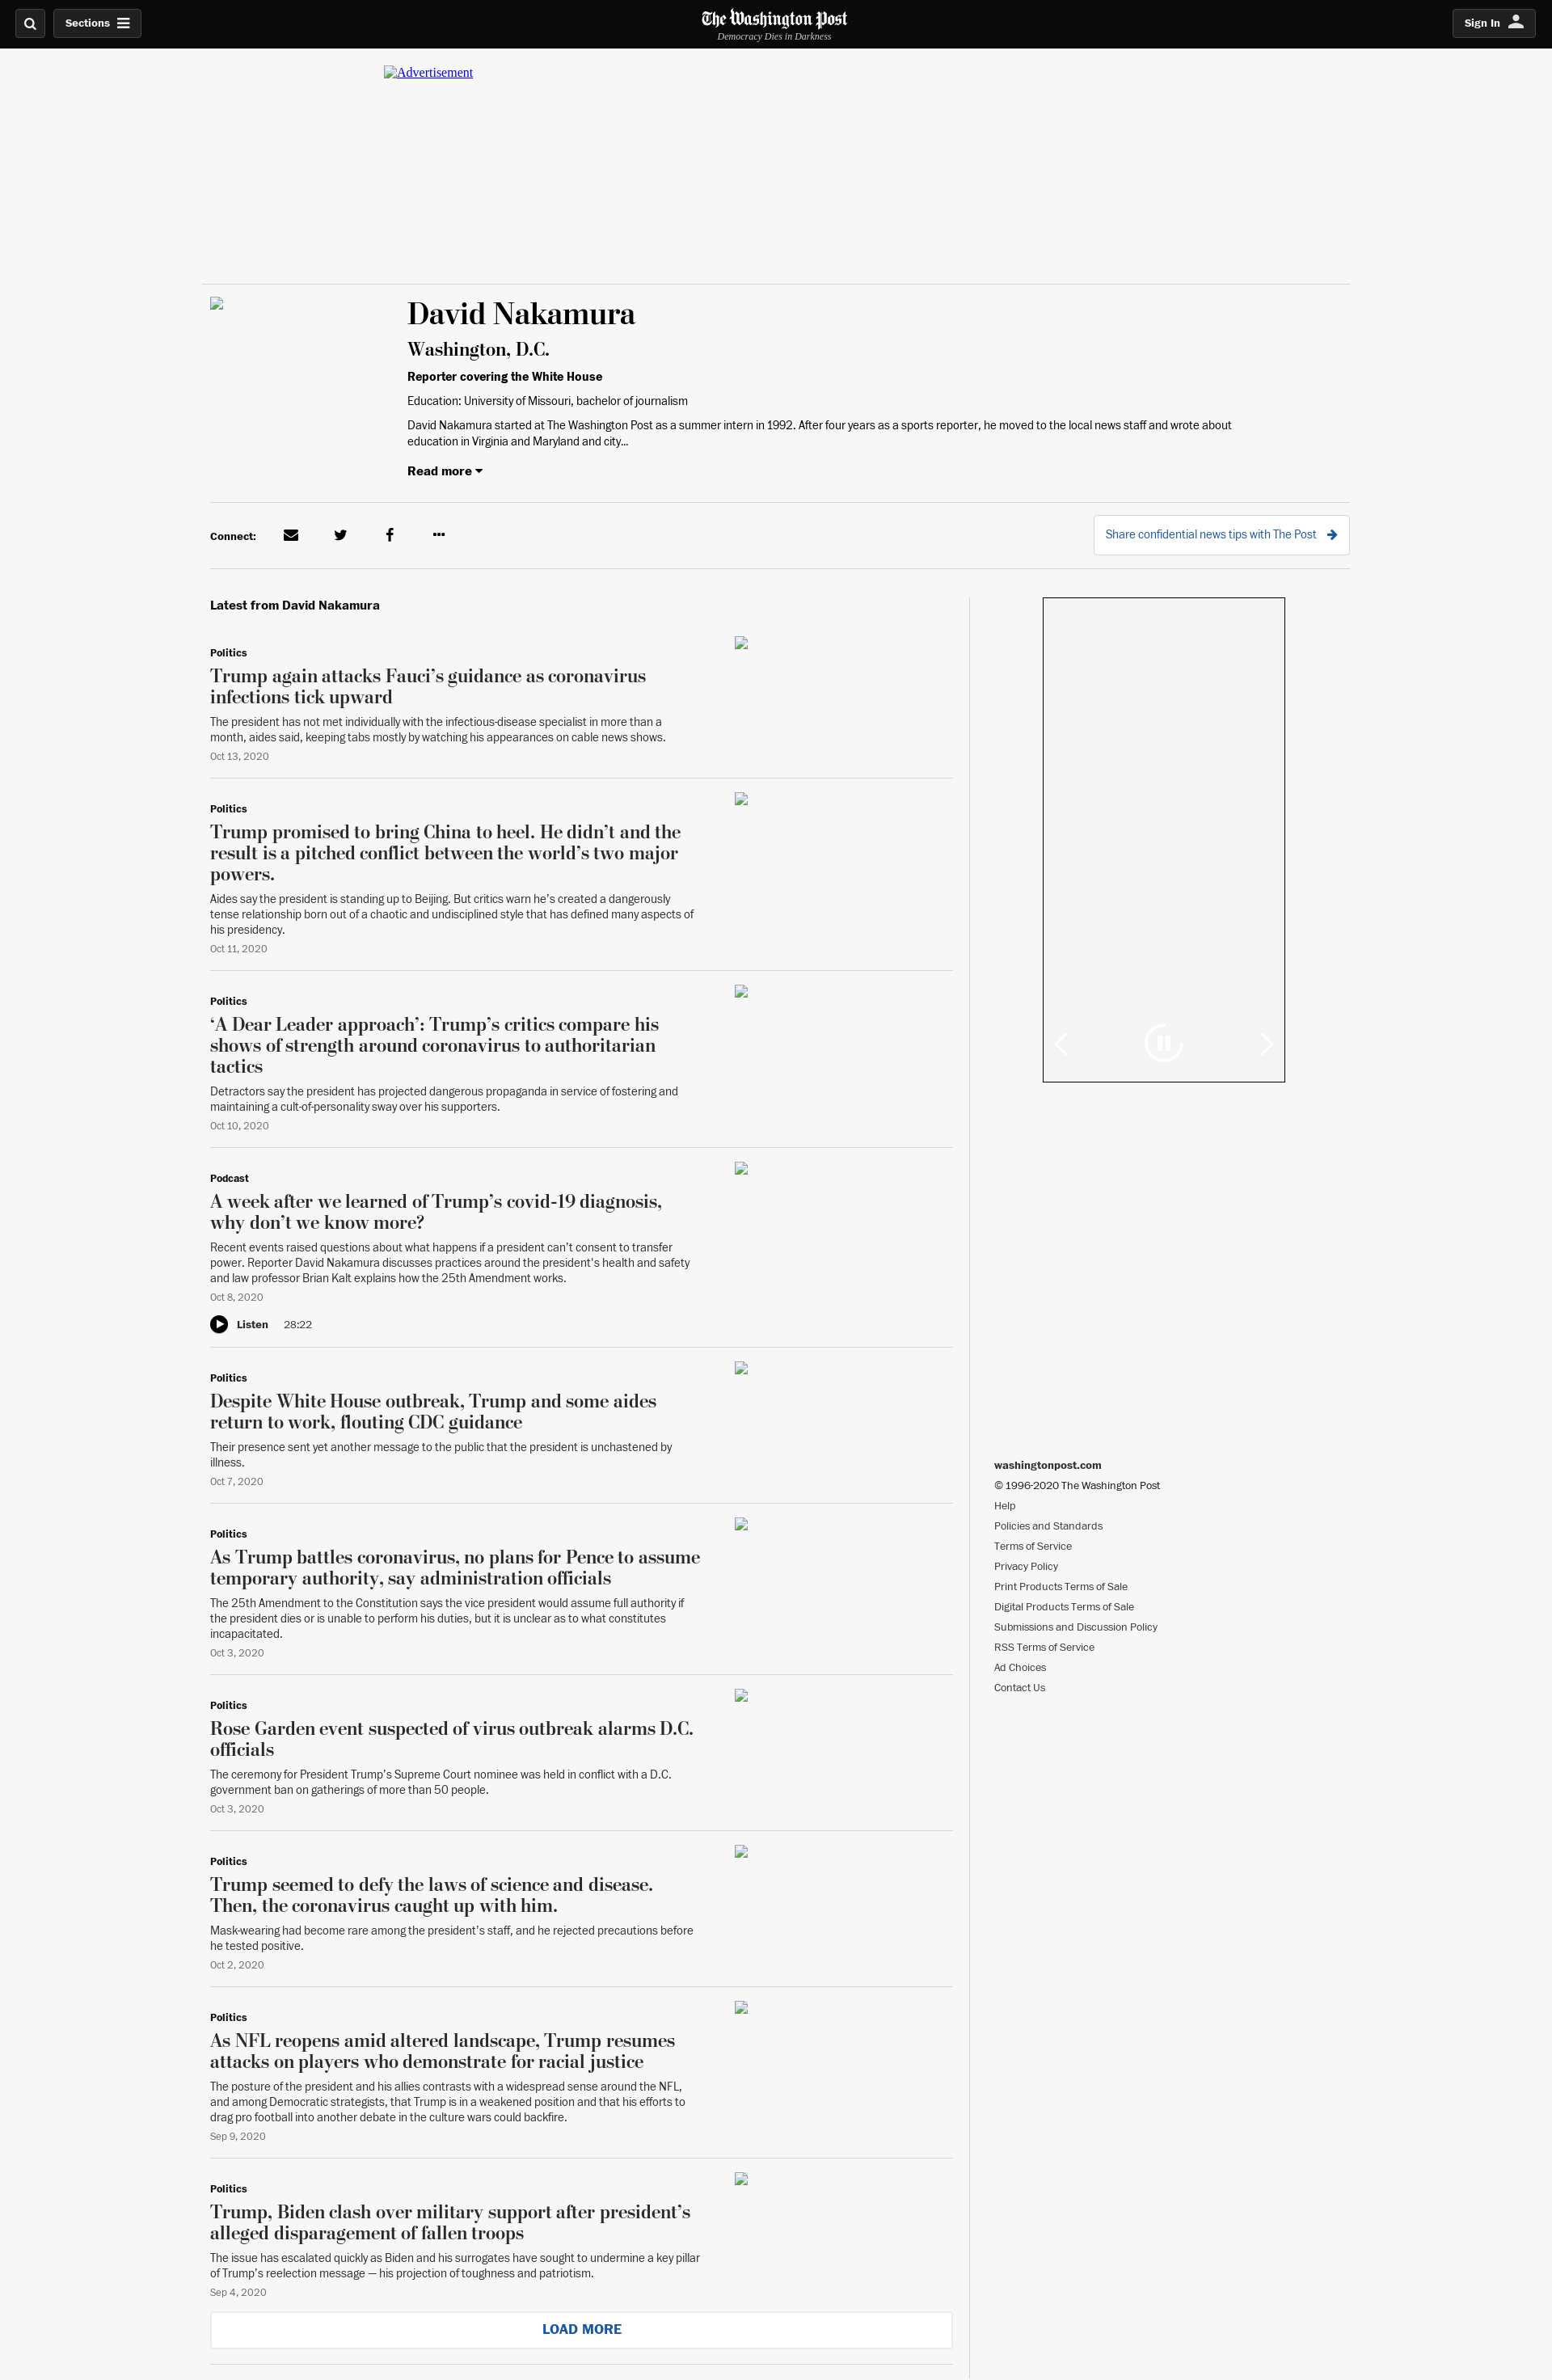 Sections
The Washington Post
Democracy Dies in Darkness
Sign In
Advertisement
David Nakamura
Washington, D.C.
Reporter covering the White House
Education: University of Missouri, bachelor of journalism
David Nakamura started at The Washington Post as a summer intern in 1992. After four years as a sports reporter, he moved to the local news staff and wrote about
education in Virginia and Maryland and city...
Read more
Connect:
Share confidential news tips with The Post
Latest from David Nakamura
Politics
Trump again attacks Fauci’s guidance as coronavirus
infections tick upward
The president has not met individually with the infectious-disease specialist in more than a
month, aides said, keeping tabs mostly by watching his appearances on cable news shows.
Oct 13, 2020
Politics
Trump promised to bring China to heel. He didn’t and the
result is a pitched conflict between the world’s two major
powers.
Aides say the president is standing up to Beijing. But critics warn he’s created a dangerously
tense relationship born out of a chaotic and undisciplined style that has defined many aspects of
his presidency.
Oct 11, 2020
Politics
‘A Dear Leader approach’: Trump’s critics compare his
shows of strength around coronavirus to authoritarian
tactics
Detractors say the president has projected dangerous propaganda in service of fostering and
maintaining a cult-of-personality sway over his supporters.
Oct 10, 2020
Podcast
A week after we learned of Trump’s covid-19 diagnosis,
why don’t we know more?
Recent events raised questions about what happens if a president can’t consent to transfer
power. Reporter David Nakamura discusses practices around the president's health and safety
and law professor Brian Kalt explains how the 25th Amendment works.
Oct 8, 2020
Listen 28:22
Politics
Despite White House outbreak, Trump and some aides
return to work, flouting CDC guidance
Their presence sent yet another message to the public that the president is unchastened by
illness.
Oct 7, 2020
Politics
As Trump battles coronavirus, no plans for Pence to assume
temporary authority, say administration officials
The 25th Amendment to the Constitution says the vice president would assume full authority if
the president dies or is unable to perform his duties, but it is unclear as to what constitutes
incapacitated.
Oct 3, 2020
Politics
Rose Garden event suspected of virus outbreak alarms D.C.
officials
The ceremony for President Trump’s Supreme Court nominee was held in conflict with a D.C.
government ban on gatherings of more than 50 people.
Oct 3, 2020
Politics
Trump seemed to defy the laws of science and disease.
Then, the coronavirus caught up with him.
Mask-wearing had become rare among the president’s staff, and he rejected precautions before
he tested positive.
Oct 2, 2020
Politics
As NFL reopens amid altered landscape, Trump resumes
attacks on players who demonstrate for racial justice
The posture of the president and his allies contrasts with a widespread sense around the NFL,
and among Democratic strategists, that Trump is in a weakened position and that his efforts to
drag pro football into another debate in the culture wars could backfire.
Sep 9, 2020
Politics
Trump, Biden clash over military support after president’s
alleged disparagement of fallen troops
The issue has escalated quickly as Biden and his surrogates have sought to undermine a key pillar
of Trump’s reelection message — his projection of toughness and patriotism.
Sep 4, 2020
LOAD MORE
washingtonpost.com
© 1996-2020 The Washington Post
Help
Policies and Standards
Terms of Service
Privacy Policy
Print Products Terms of Sale
Digital Products Terms of Sale
Submissions and Discussion Policy
RSS Terms of Service
Ad Choices
Contact Us